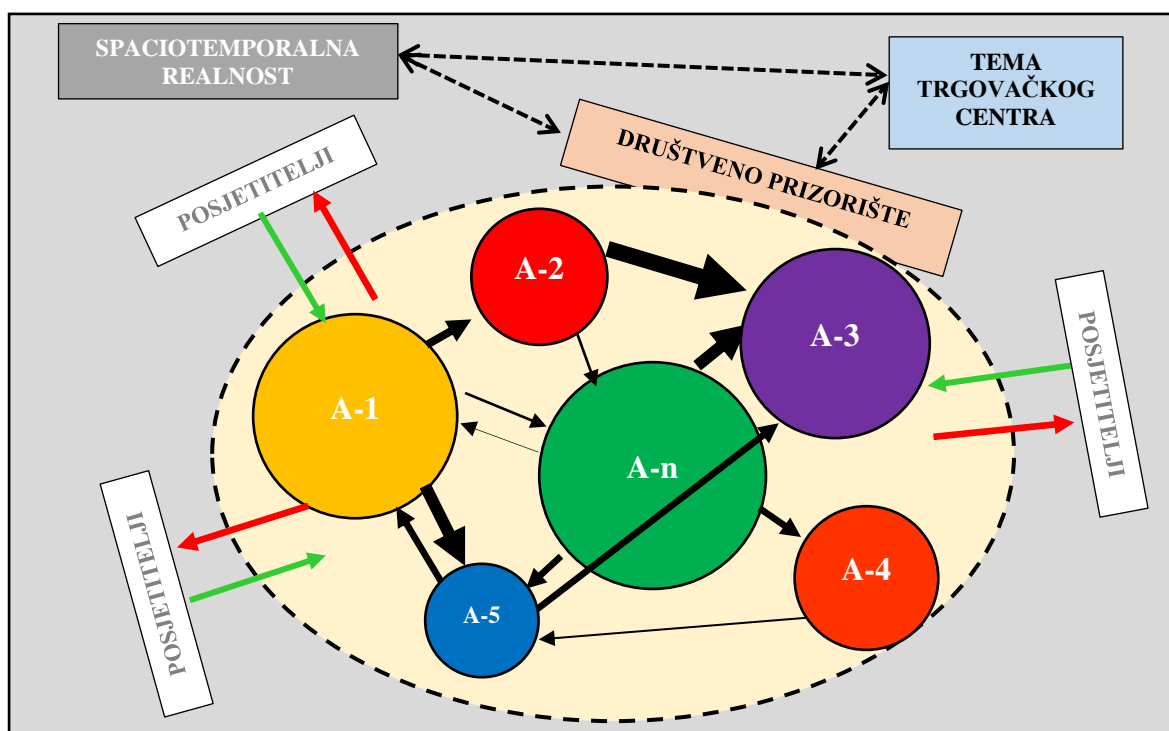 SPACIOTEMPORALNA
REALNOST
TEMA
TRGOVAČKOG
CENTRA
DRUŠTVENO PRIZORIŠTE
POSJETITELJI
A-2
A-3
A-1
A-n
POSJETITELJI
A-4
A-5
POSJETITELJI